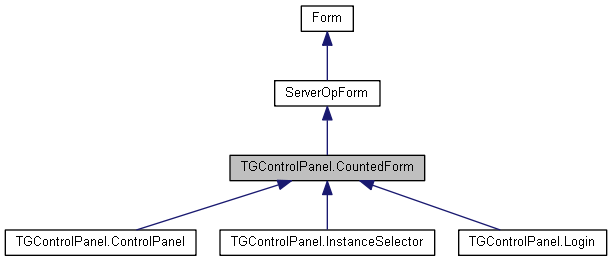 Form
ServerOpForm
TGControlPanel.CountedForm
TGControlPanel.ControlPanel
TGControlPanel.InstanceSelector
TGControlPanel.Login